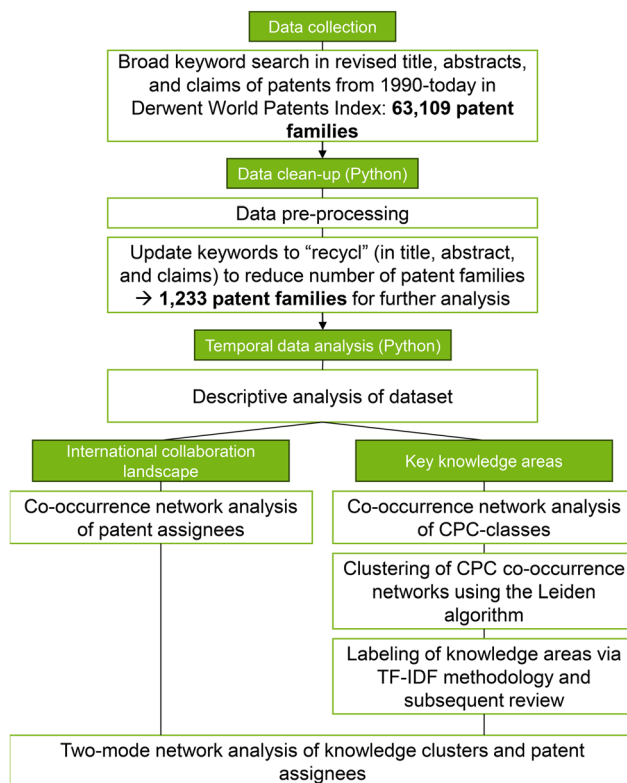 Data collection
Broad keyword search in revised title, abstracts,
and claims of patents from 1990-today in
Derwent World Patents Index: 63,109 patent
families
Data clean-up (Python)
Data pre-processing
Update keywords to “recycl” (in title, abstract,
and claims) to reduce number of patent families
→ 1,233 patent families for further analysis
Temporal data analysis (Python)
Descriptive analysis of dataset
International collaboration
landscape
Co-occurrence network analysis
of patent assignees
Key knowledge areas
Co-occurrence network analysis
of CPC-classes
Clustering of CPC co-occurrence
networks using the Leiden
algorithm
Labeling of knowledge areas via
TF-IDF methodology and
subsequent review
Two-mode network analysis of knowledge clusters and patent
assignees